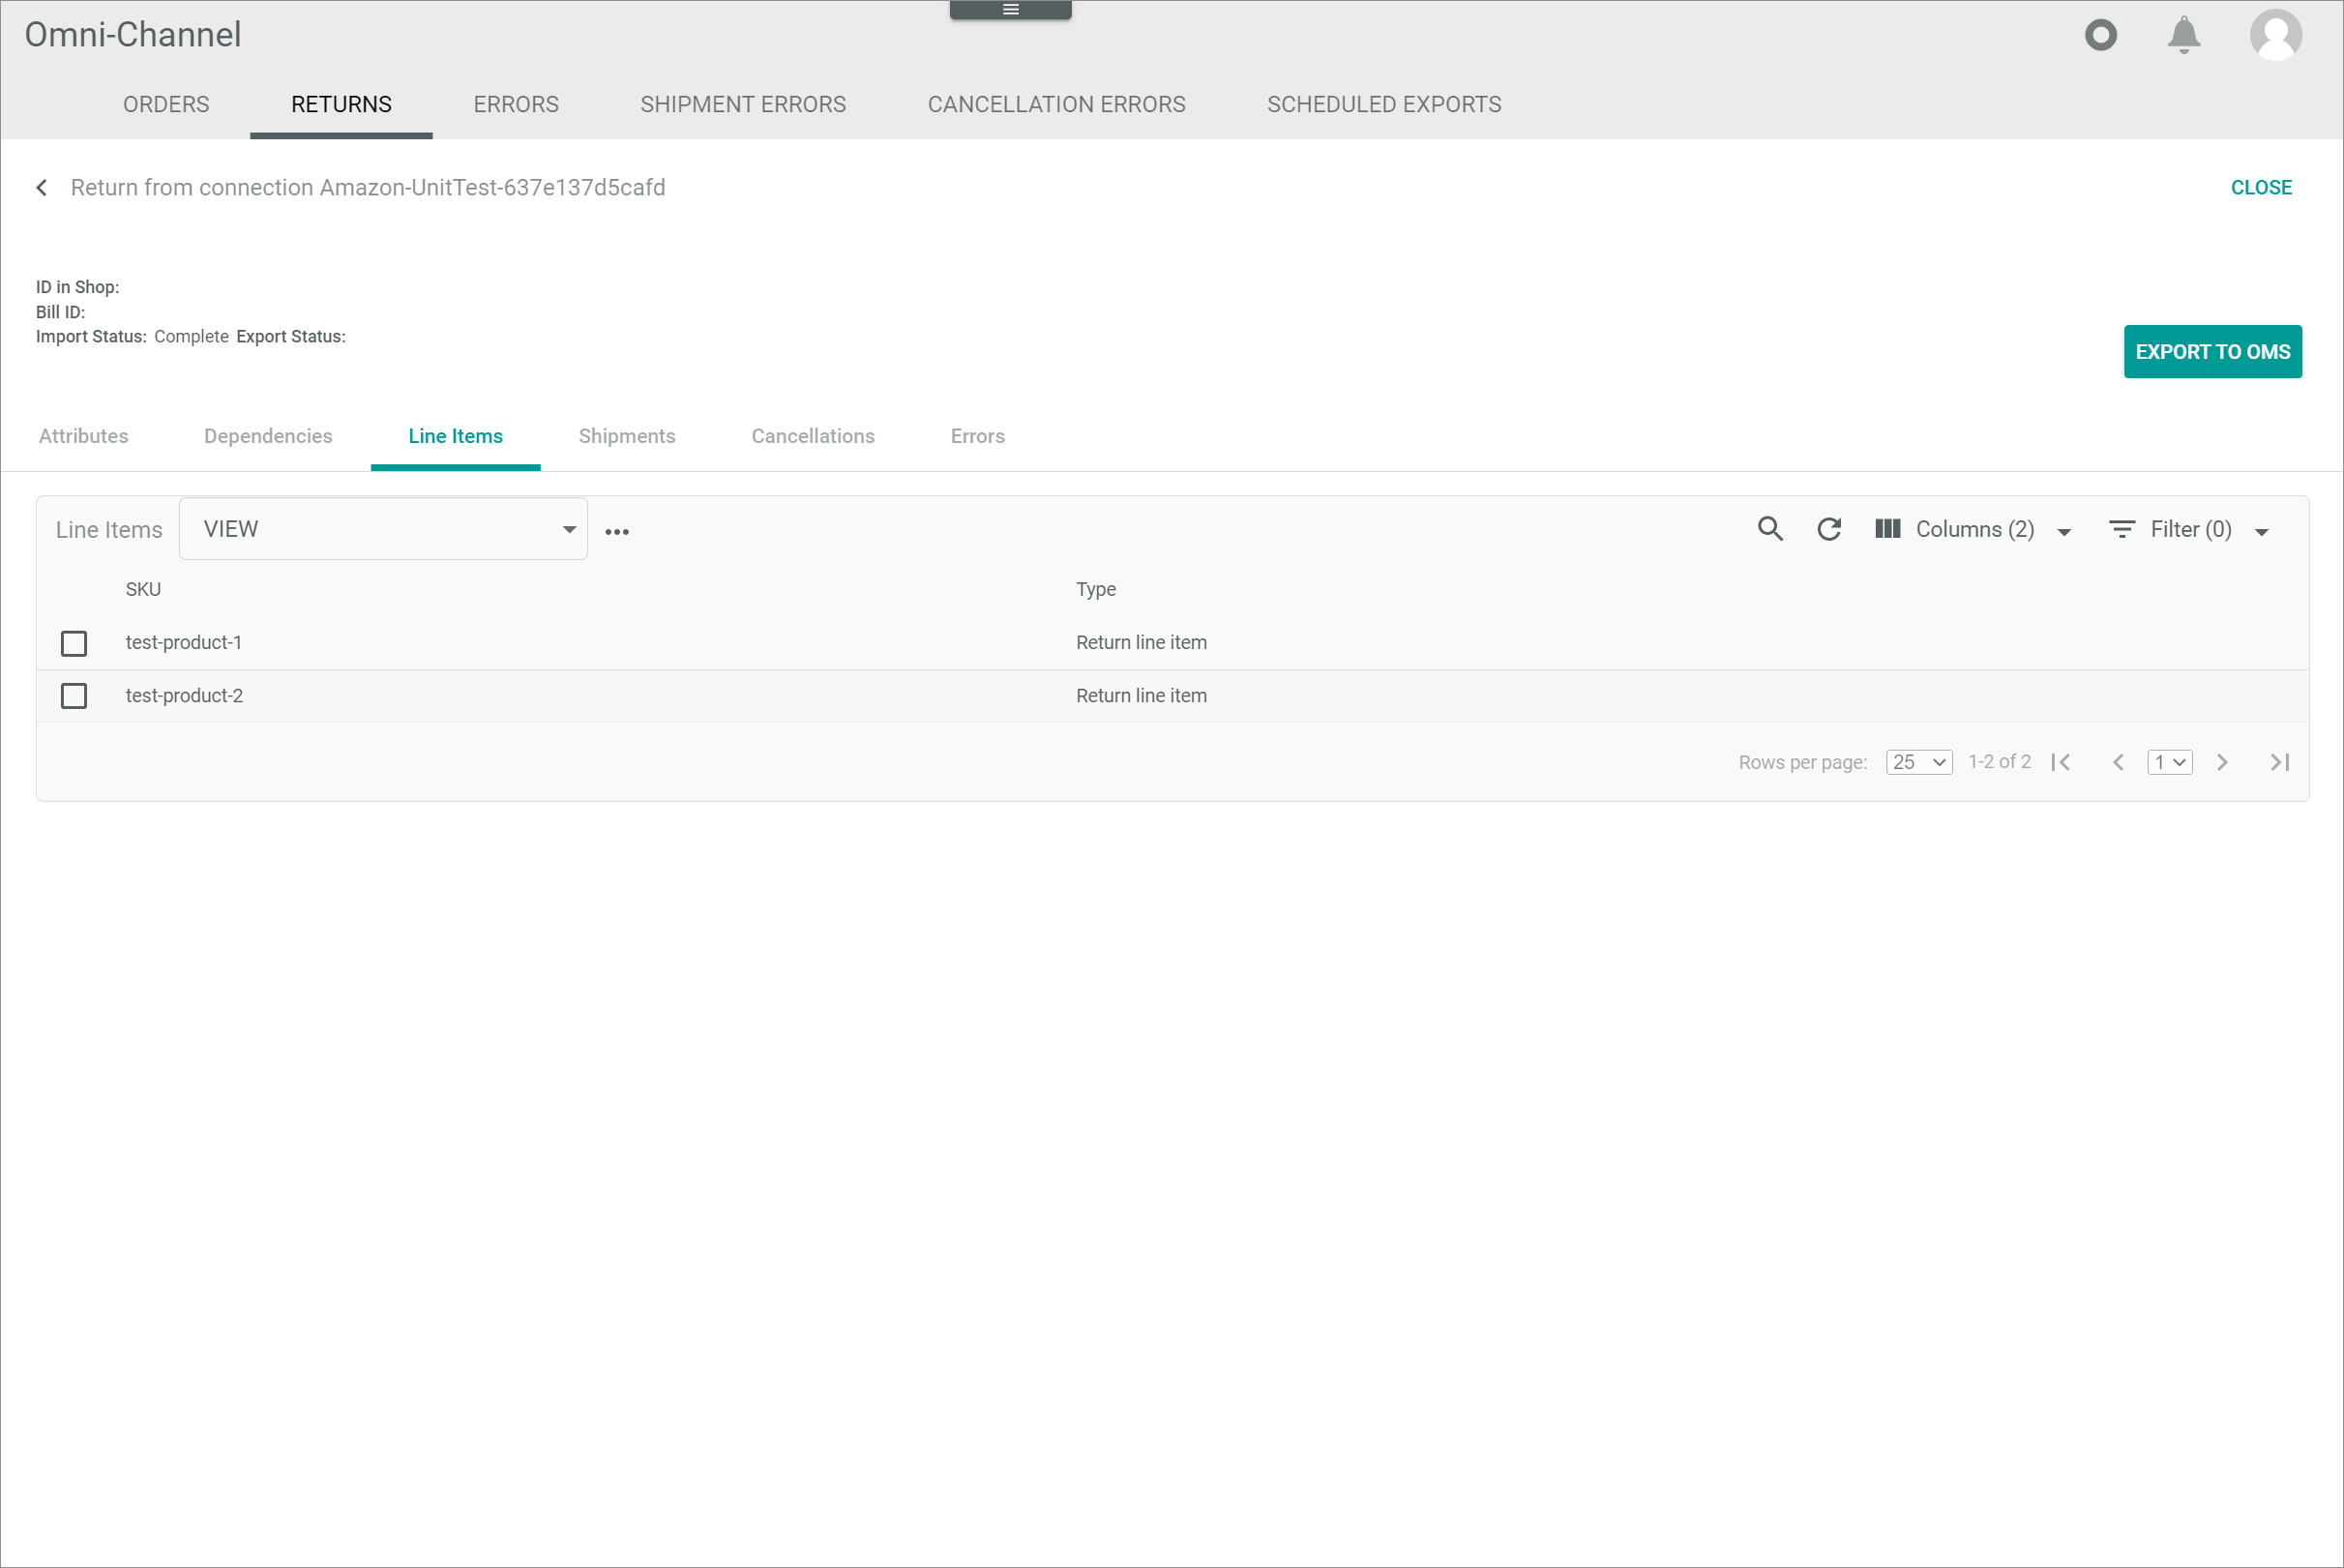 Omni-Channel
ORDERS RETURNS ERRORS SHIPMENT ERRORS CANCELLATION ERRORS SCHEDULED EXPORTS
Return from connection Amazon-UnitTest-637e137d5cafd CLOSE
ID in Shop:
Bill ID:
Import Status: Complete Export Status:
EXPORT TO OMS
Attributes Dependencies Line Items Shipments Cancellations Errors
Line Items VIEW Columns (2) Filter (0)
SKU Type
test-product-1 Return line item
test-product-2 Return line item
Rows per page: 25 1-2 of 2 1